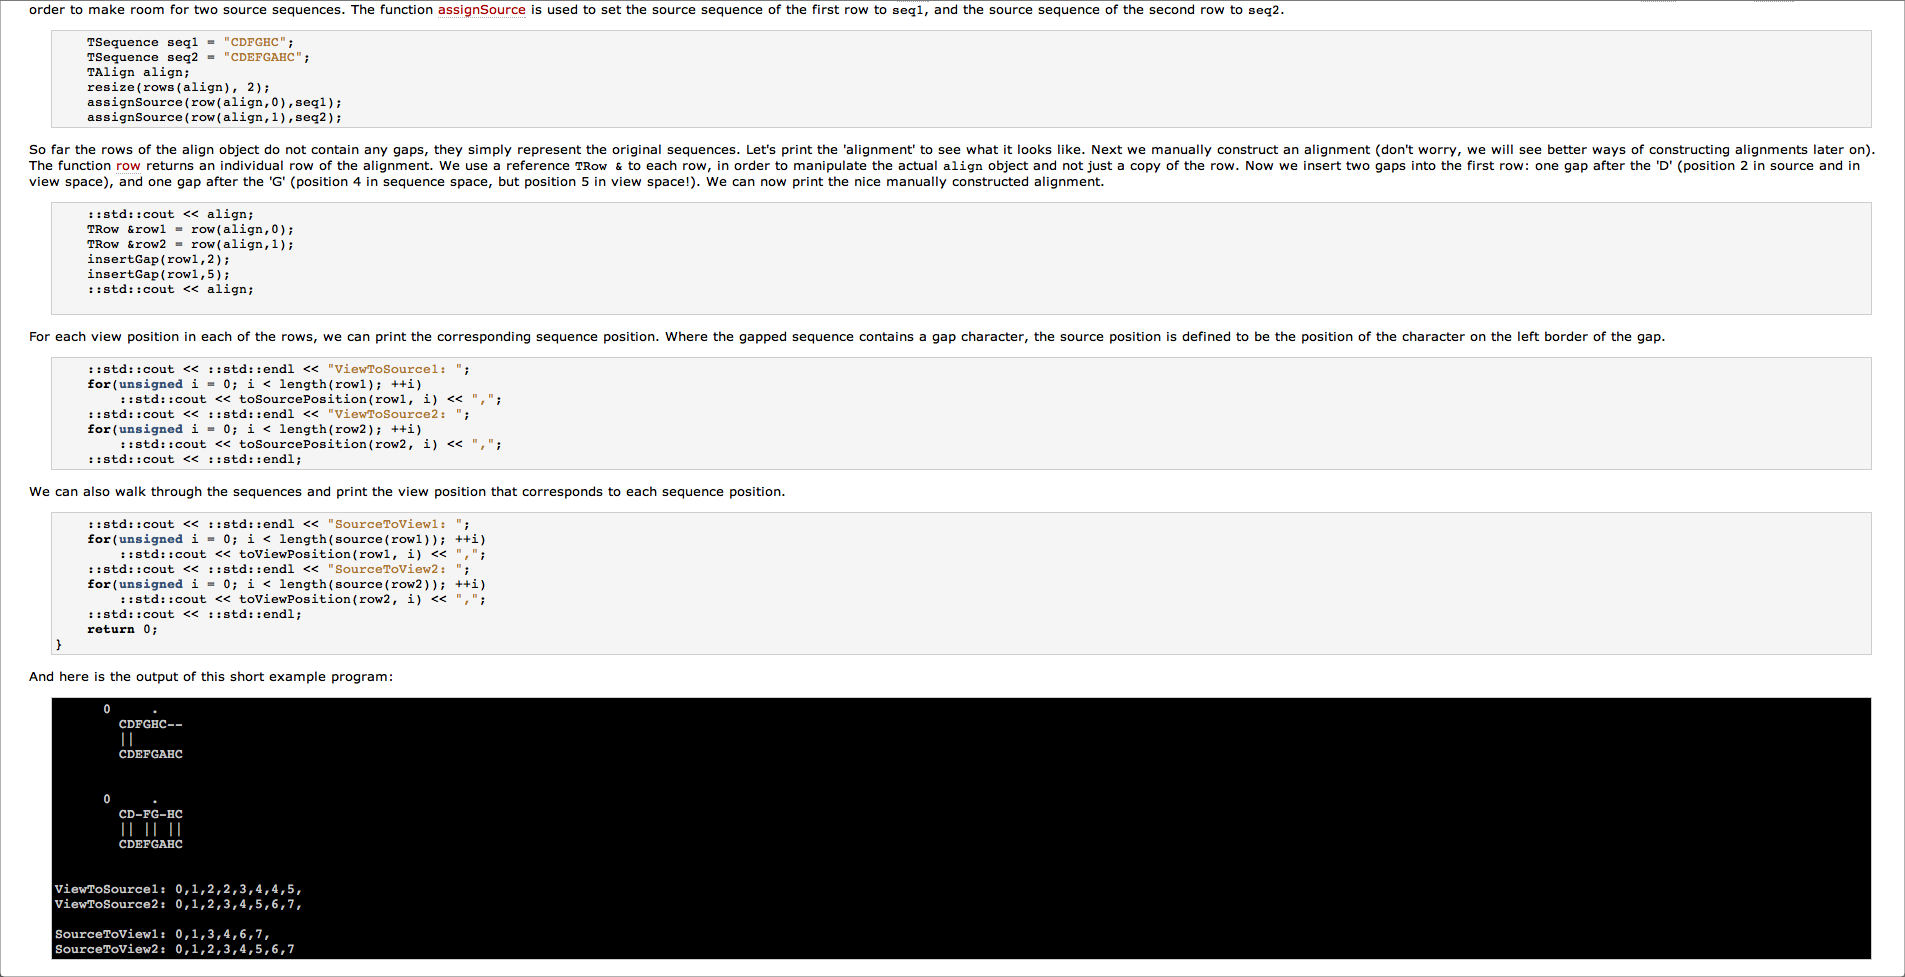 order to make room for two source sequences. The function assignSource is used to set the source sequence of the first row to seq1, and the source sequence of the second row to seq2.
TSequence seq1 = "CDFGHC";
TSequence seq2 = "CDEFGAHC";
TAlign align;
resize(rows(align), 2);
assignSource(row(align,0),seq1);
assignSource(row(align,1),seq2);
So far the rows of the align object do not contain any gaps, they simply represent the original sequences. Let's print the 'alignment' to see what it looks like. Next we manually construct an alignment (don't worry, we will see better ways of constructing alignments later on).
The function row returns an individual row of the alignment. We use a reference TRow & to each row, in order to manipulate the actual align object and not just a copy of the row. Now we insert two gaps into the first row: one gap after the 'D' (position 2 in source and in
view space), and one gap after the 'G' (position 4 in sequence space, but position 5 in view space!). We can now print the nice manually constructed alignment.
::std::cout << align;
TRow &row1 = row(align,0);
TRow &row2 = row(align,1);
insertGap(row1,2);
insertGap(row1,5);
::std::cout << align;
For each view position in each of the rows, we can print the corresponding sequence position. Where the gapped sequence contains a gap character, the source position is defined to be the position of the character on the left border of the gap.
::std::cout << ::std::endl << "ViewToSource1: ";
for(unsigned i = 0; i < length(row1); ++i)
::std::cout << toSourcePosition(row1, i) << ",";
::std::cout << ::std::endl << "ViewToSource2: ";
for(unsigned i = 0; i < length(row2); ++i)
::std::cout << toSourcePosition(row2, i) << ",";
::std::cout << ::std::endl;
We can also walk through the sequences and print the view position that corresponds to each sequence position.
::std::cout << ::std::endl << "SourceToView1: ";
for(unsigned i = 0; i < length(source(row1)); ++i)
::std::cout << toViewPosition(row1, i) << ",";
::std::cout << ::std::endl << "SourceToView2: ";
for(unsigned i = 0; i < length(source(row2)); ++i)
::std::cout << toViewPosition(row2, i) << ",";
::std::cout << ::std::endl;
return 0;
}
And here is the output of this short example program:
0 .
CDFGHC--
||
CDEFGAHC
0 .
CD-FG-HC
|| || ||
CDEFGAHC
ViewToSource1: 0,1,2,2,3,4,4,5,
ViewToSource2: 0,1,2,3,4,5,6,7,
SourceToView1: 0,1,3,4,6,7,
SourceToView2: 0,1,2,3,4,5,6,7